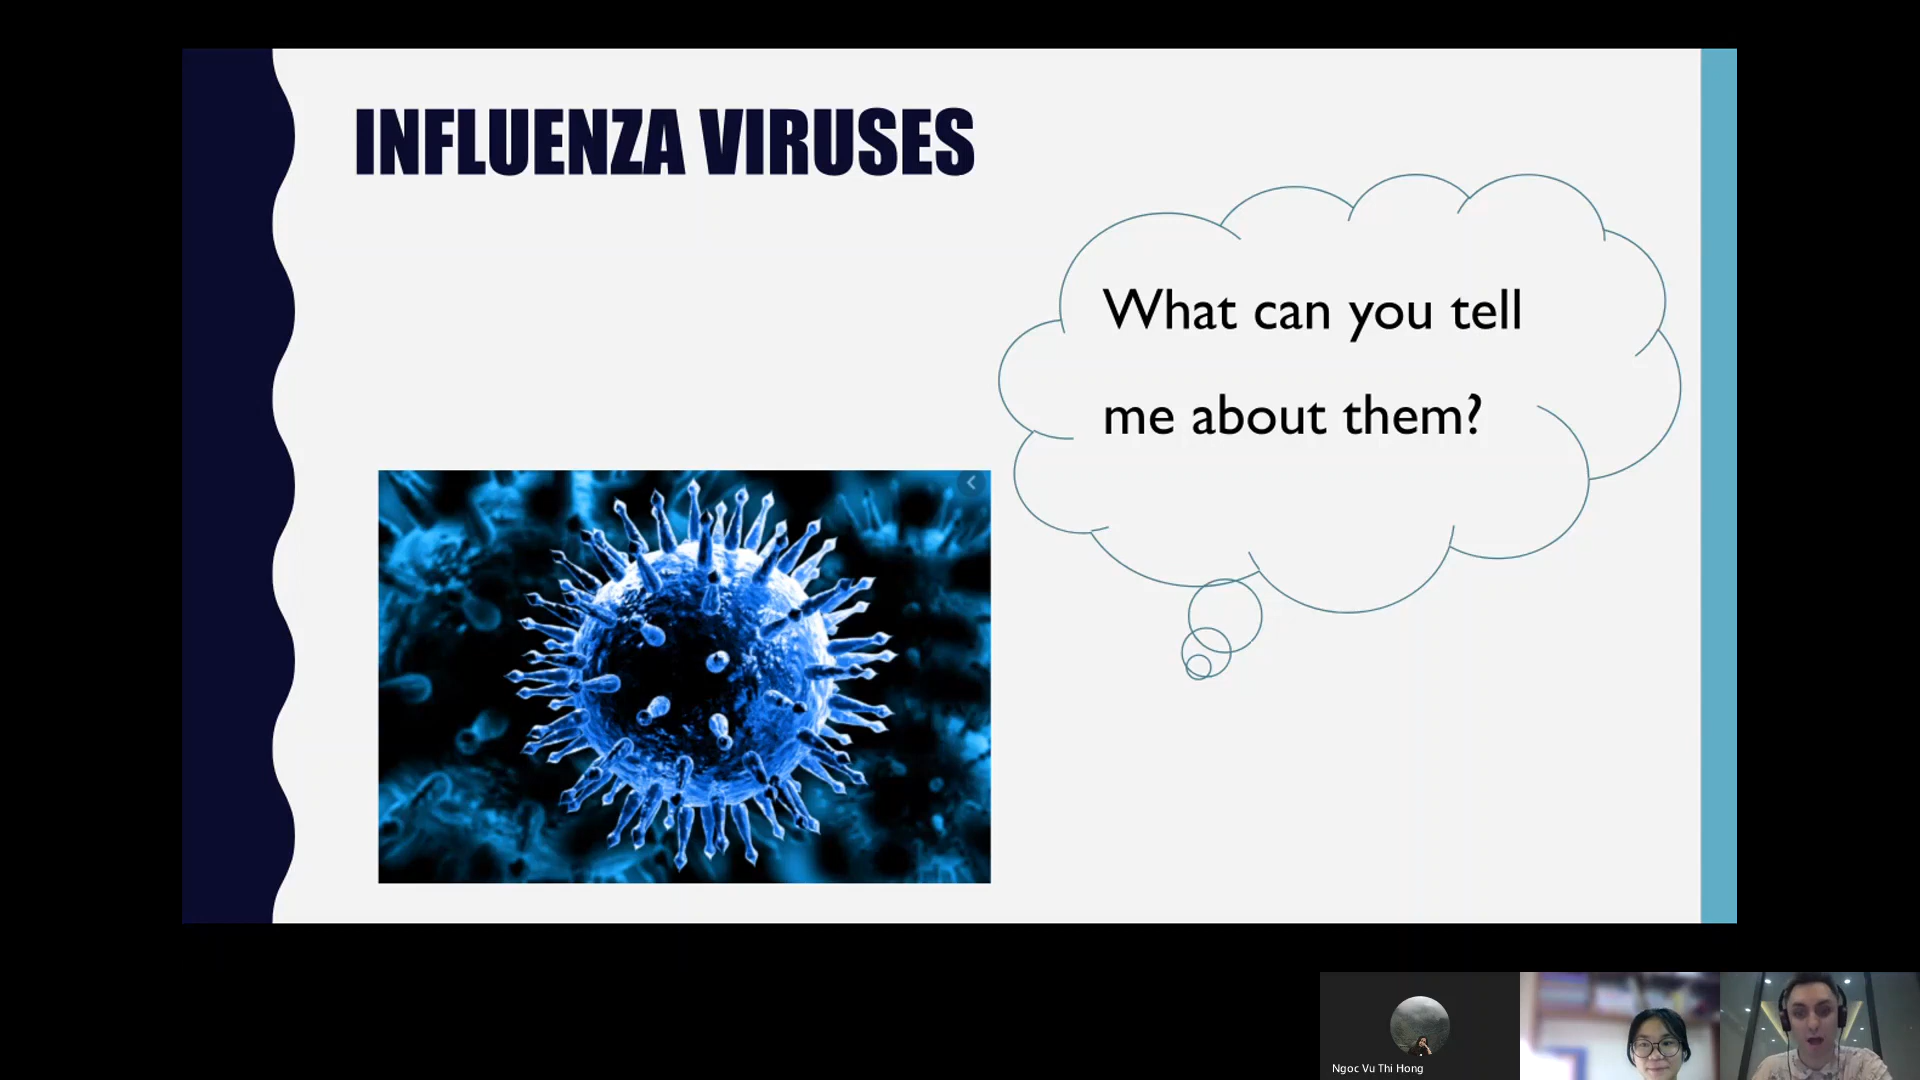 INFLUENZA VIRUSES
What can you tell
me about them?
Ngoc Vu Thi Hong